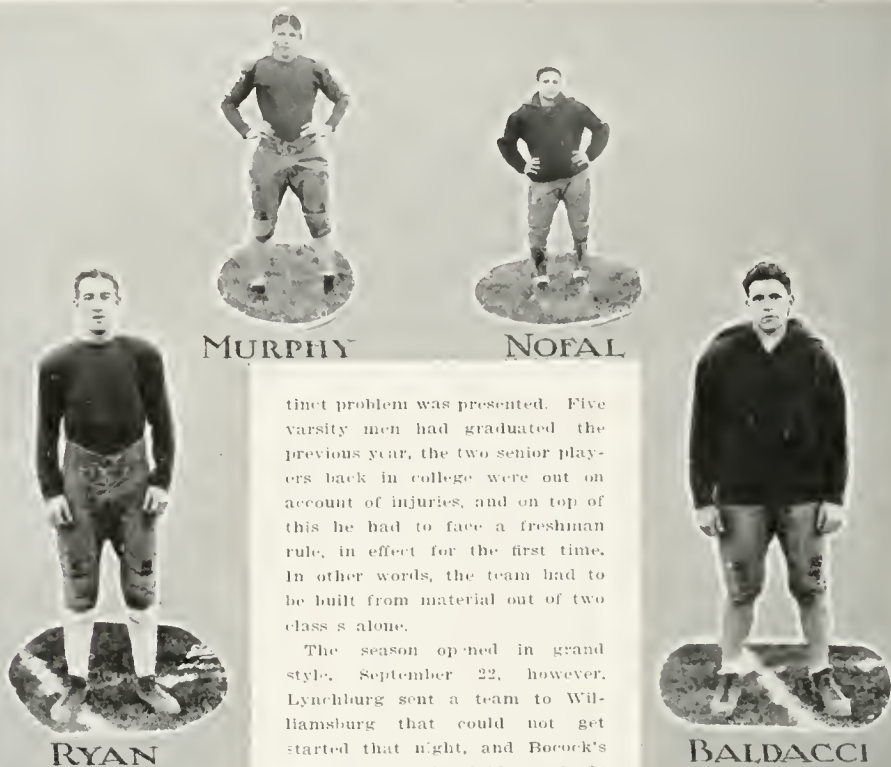 MURPHY
NOFAL
tinct problem was presented. Five
varsity men had graduated the
previous year, the two senior play-
ers back in college were out on
account of injuries, and on top of
this he had to face a freshman
rule, in effect for the first time.
In other words, the team had to
be built from material out of two
class s alone.
The season op ned in grand
style. September 22, however,
Lynchburg sent a team to Wil-
liamsburg that could not get
started that night, and Bocock's
RYAN
BALDACCI